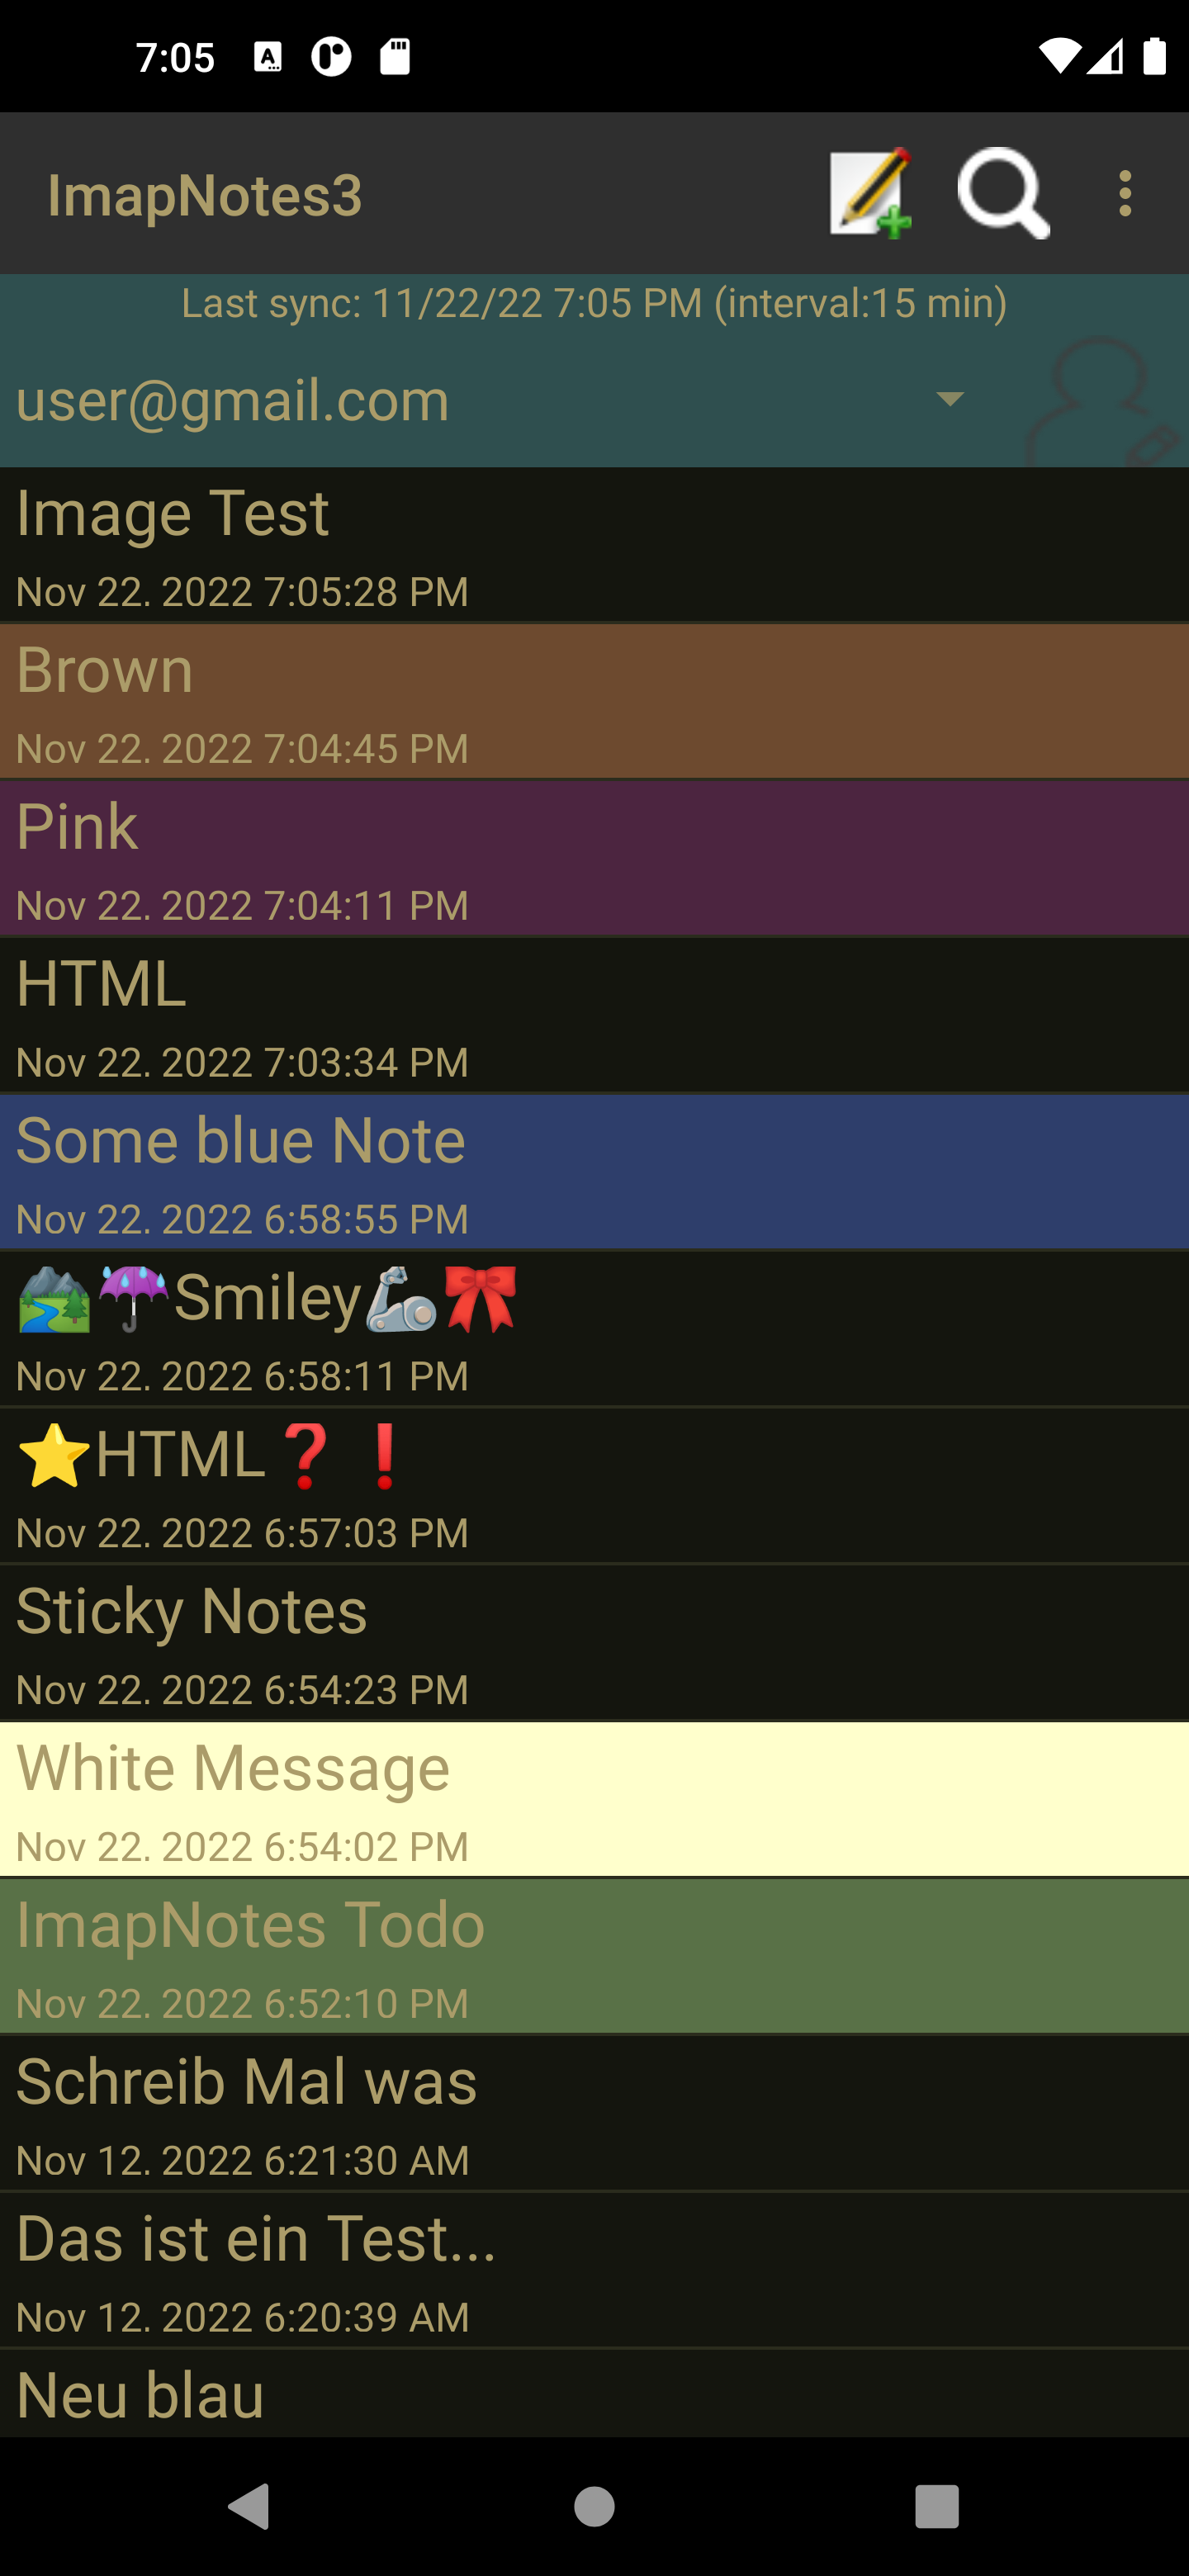 7:05
ImapNotes3
Last sync: 11/22/22 7:05 PM (interval:15 min)
user@gmail.com
Image Test
Nov 22. 2022 7:05:28 PM
Brown
Nov 22. 2022 7:04:45 PM
Pink
Nov 22. 2022 7:04:11 PM
HTML
Nov 22. 2022 7:03:34 PM
Some blue Note
Nov 22. 2022 6:58:55 PM
🏞️☔Smiley🦾🎀
Nov 22. 2022 6:58:11 PM
⭐HTML❓❗
Nov 22. 2022 6:57:03 PM
Sticky Notes
Nov 22. 2022 6:54:23 PM
White Message
Nov 22. 2022 6:54:02 PM
ImapNotes Todo
Nov 22. 2022 6:52:10 PM
Schreib Mal was
Nov 12. 2022 6:21:30 AM
Das ist ein Test...
Nov 12. 2022 6:20:39 AM
Neu blau